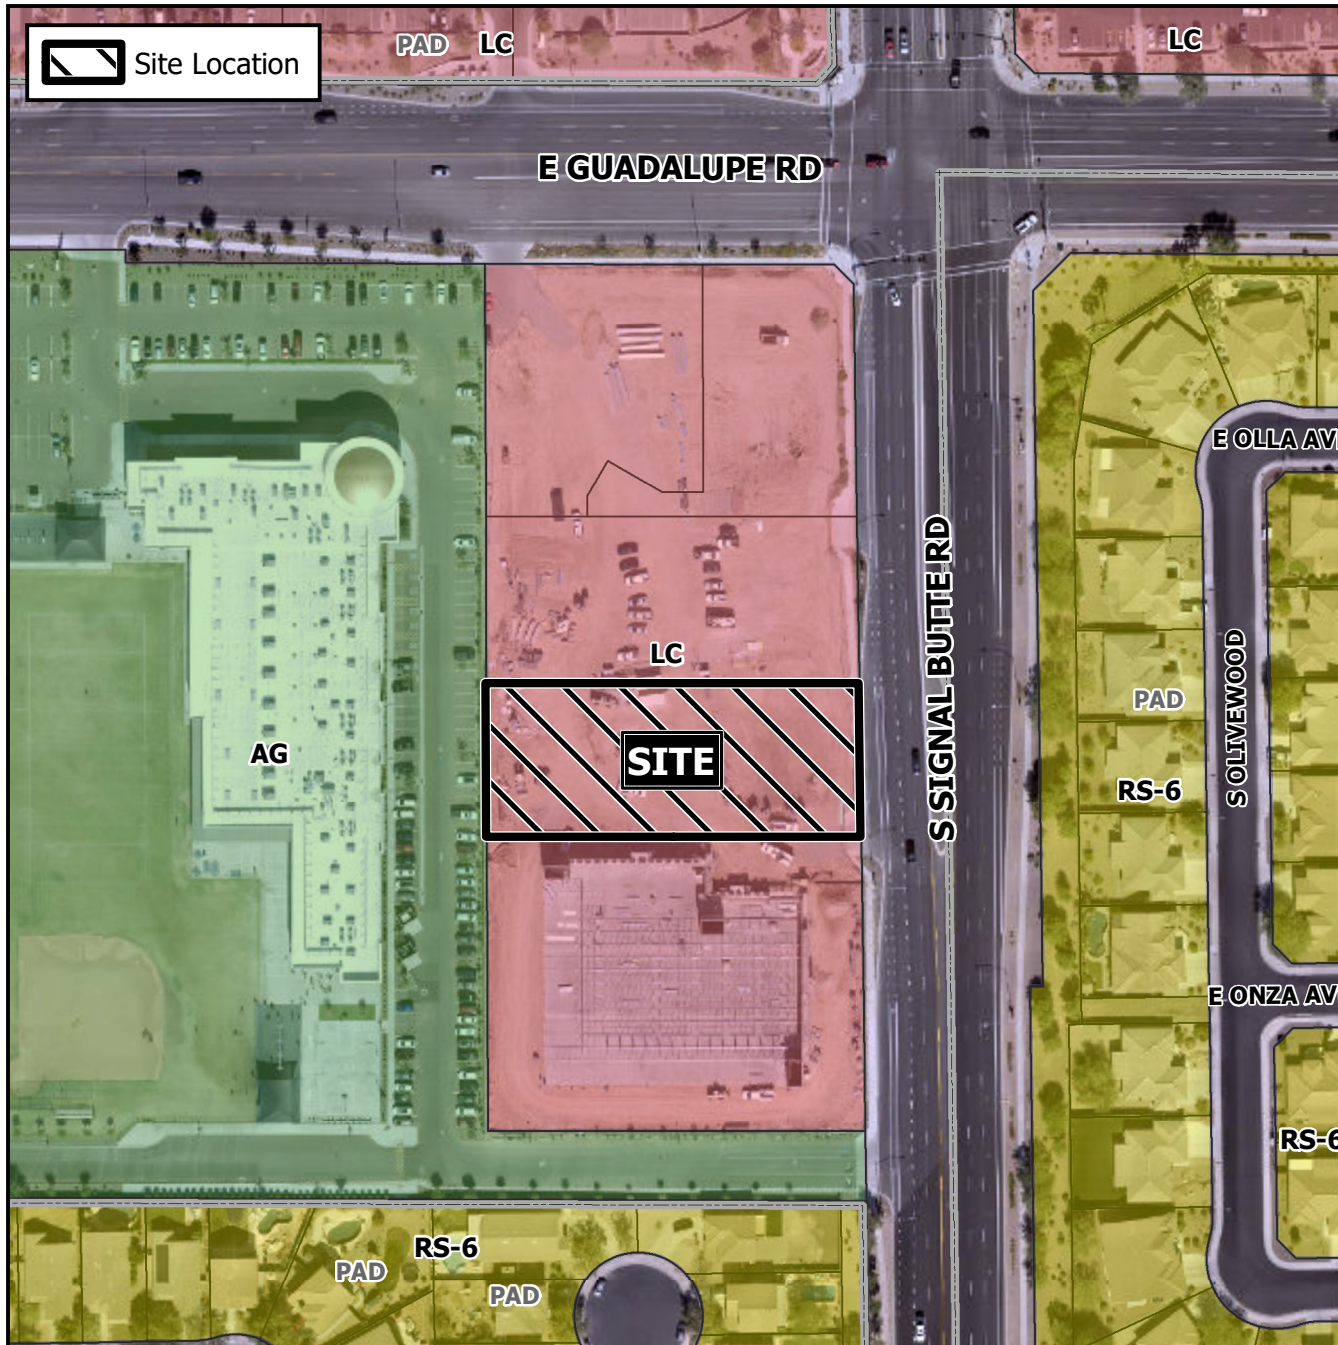 PAD LC
LC
Site Location
E GUADALUPE RD
E OLLA AV
S SIGNAL BUTTE RD
LC
S OLIVEWOOD
PAD
SITE
AG
RS-6
E ONZA AV
RS-6
RS-6
PAD
PAD